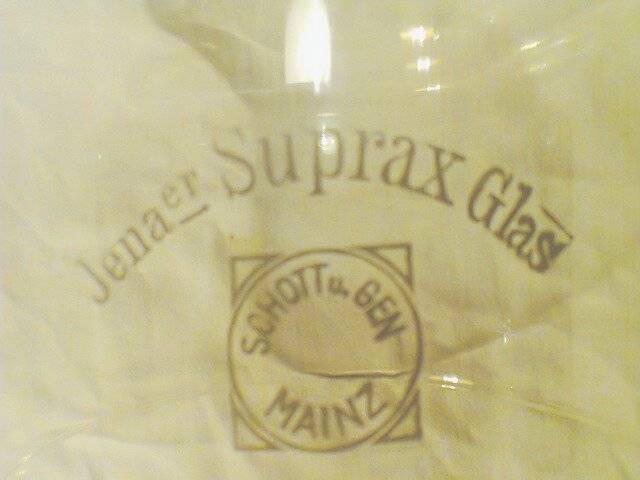 Jenaer Suprax Glas
SCHOTT u. GEN
MAINZ